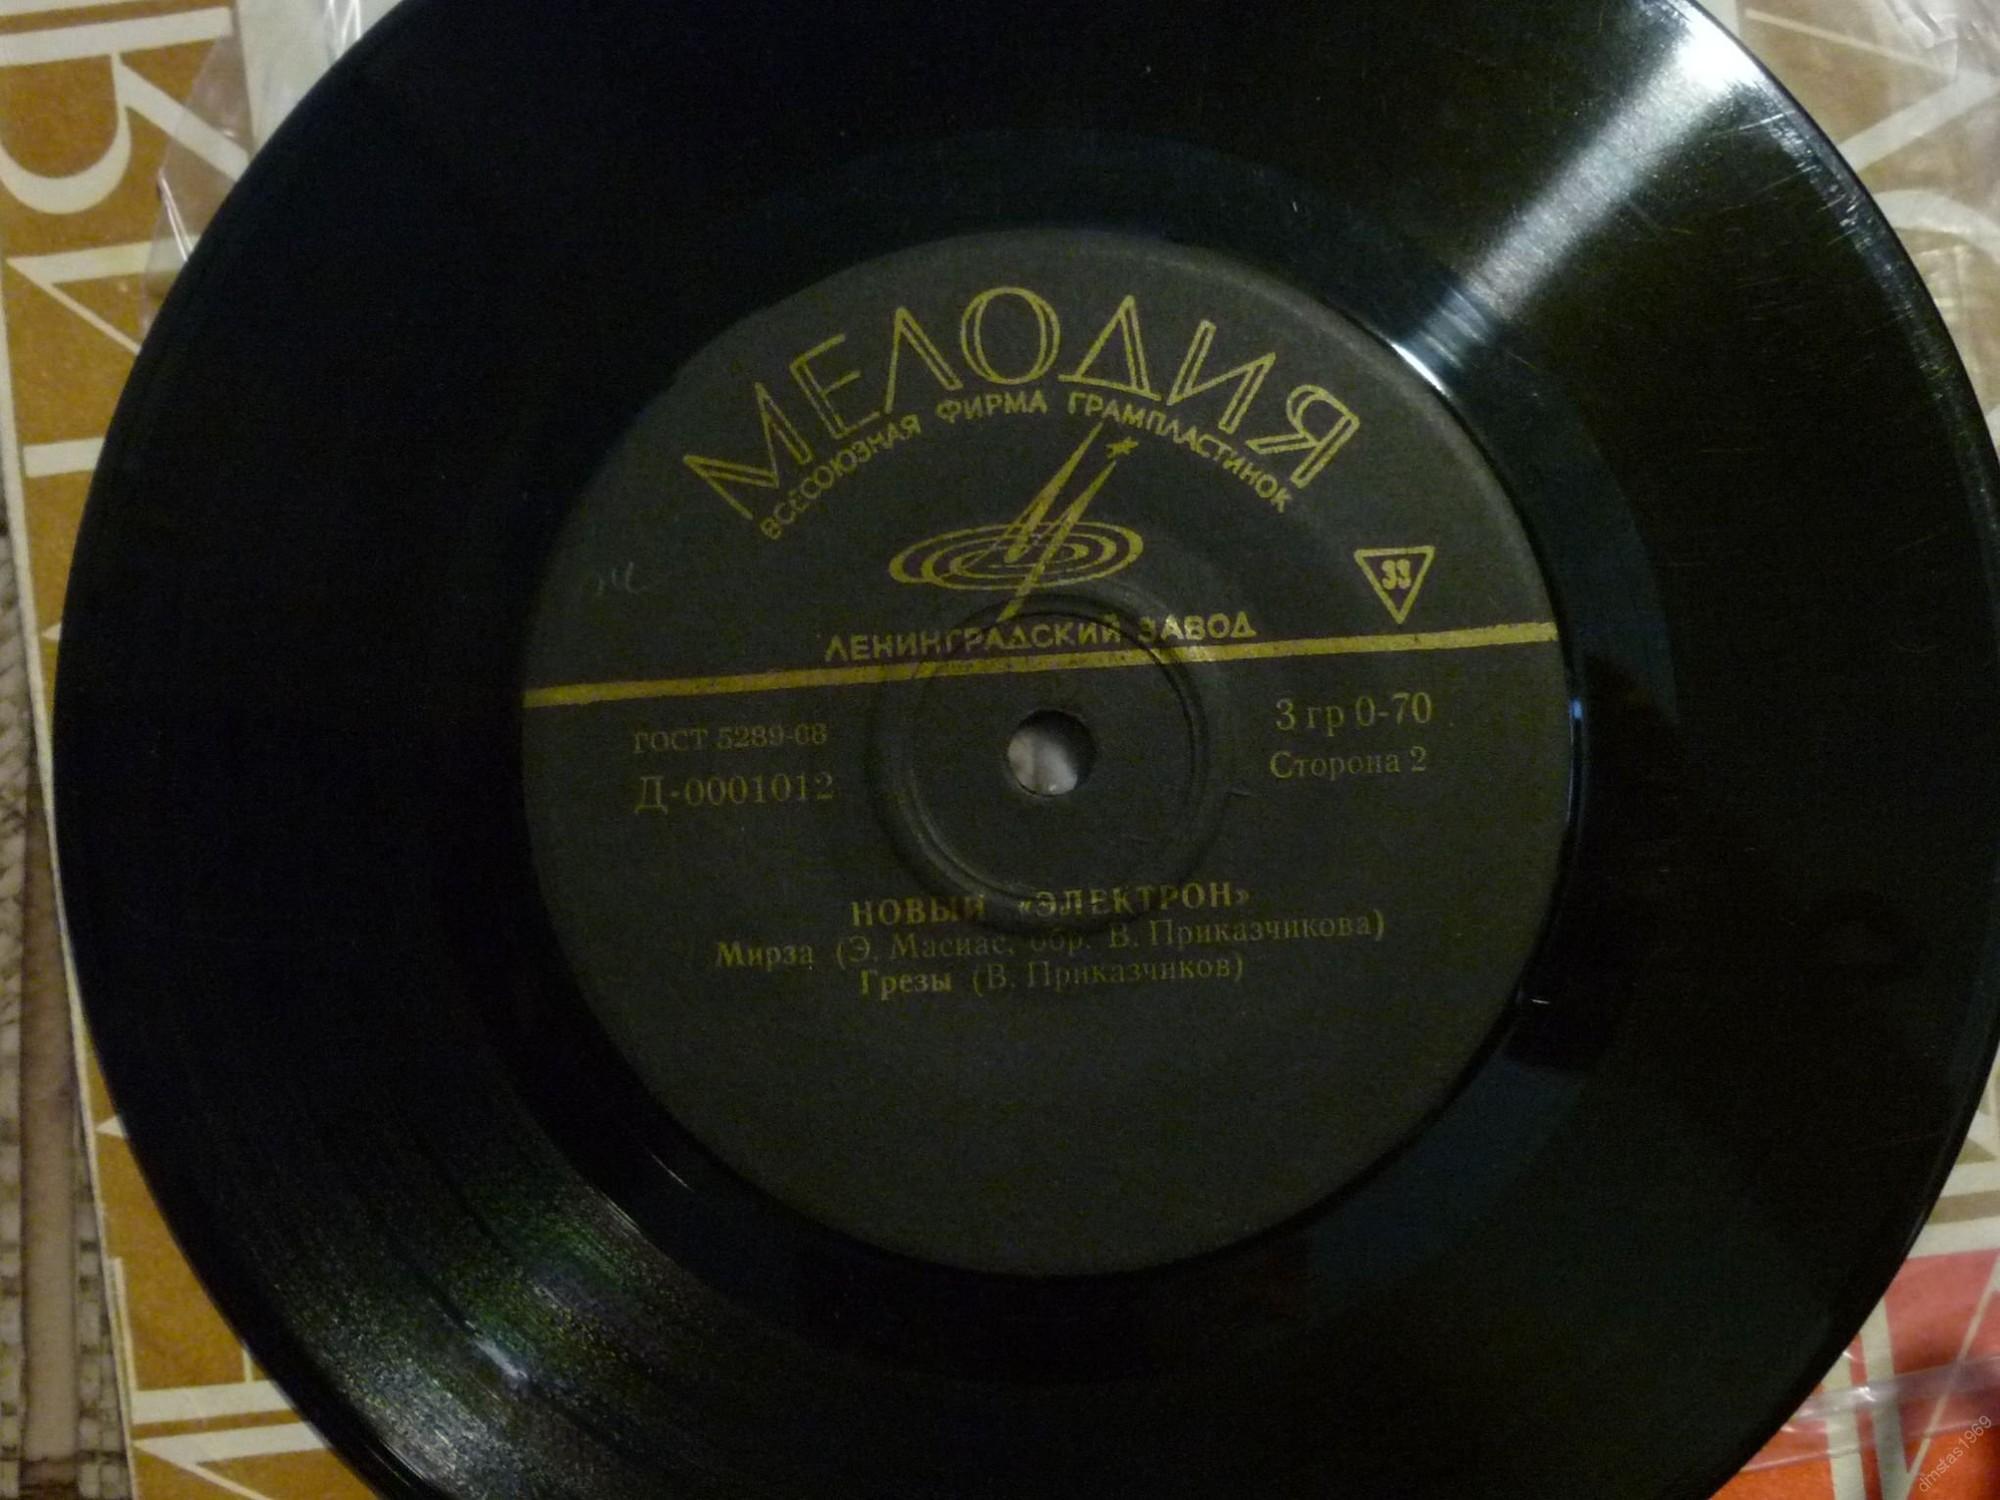 МЕЛОДИЯ
ВСЕСОЮЗНАЯ ФИРМА ГРАМПЛАСТИНОК
33
ЛЕНИНГРАДСКИЙ ЗАВОД
ГОСТ 5289-68
3 гр 0-70
Д-0001012
Сторона 2
НОВЫЙ «ЭЛЕКТРОН»
Мирза (Э. Масиас, обр. В. Приказчикова)
Грезы (В. Приказчиков)
dimstas1969